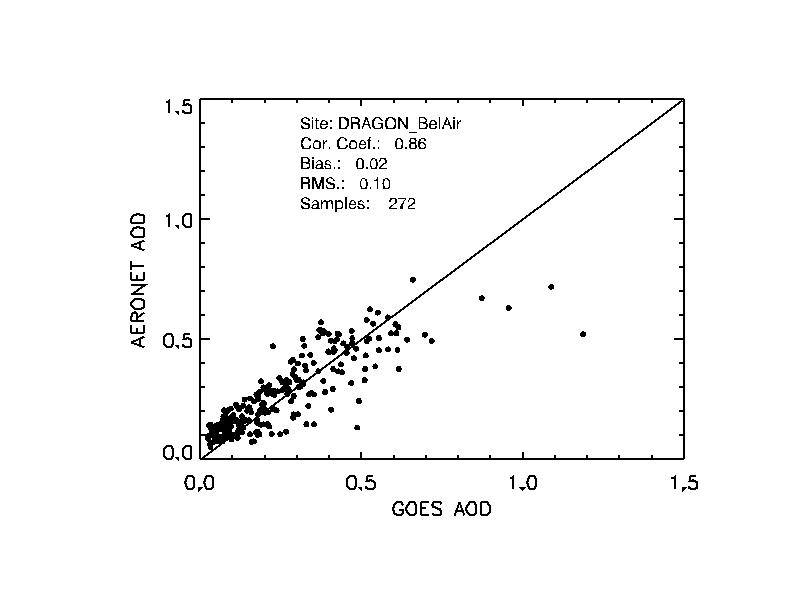 1.5
Site: DRAGON_BelAir
Cor. Coef.: 0.86
Bias.: 0.02
RMS.: 0.10
Samples: 272
1.0
AERONET AOD
0.5
0.0
0.0 0.5 1.0 1.5
GOES AOD